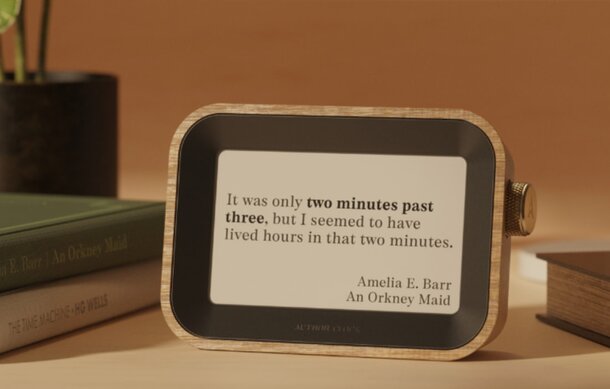 It was only two minutes past
three, but I seemed to have
lived hours in that two minutes.
Amelia E. Barr
An Orkney Maid
AUTHOR CLOCK
E. Barr | An Orkney Maid
THE TIME MACHINE • HG WELLS